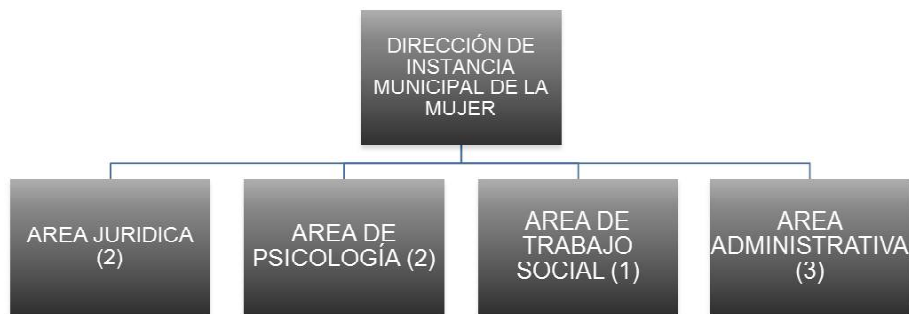 DIRECCIÓN DE
INSTANCIA
MUNICIPAL DE LA
MUJER
AREA JURIDICA
(2)
AREA DE
PSICOLOGÍA (2)
AREA DE
TRABAJO
SOCIAL (1)
AREA
ADMINISTRATIVA
(3)